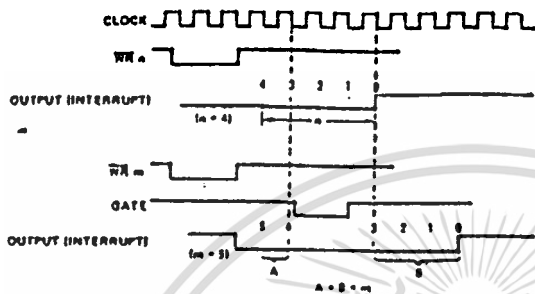 CLOCK
WR n
4 3 2 1 0
OUTPUT (INTERRUPT)
(n = 4)
n
WR m
GATE
5 4 3 2 1 0
OUTPUT (INTERRUPT)
(m = 5)
A B
A + B = m